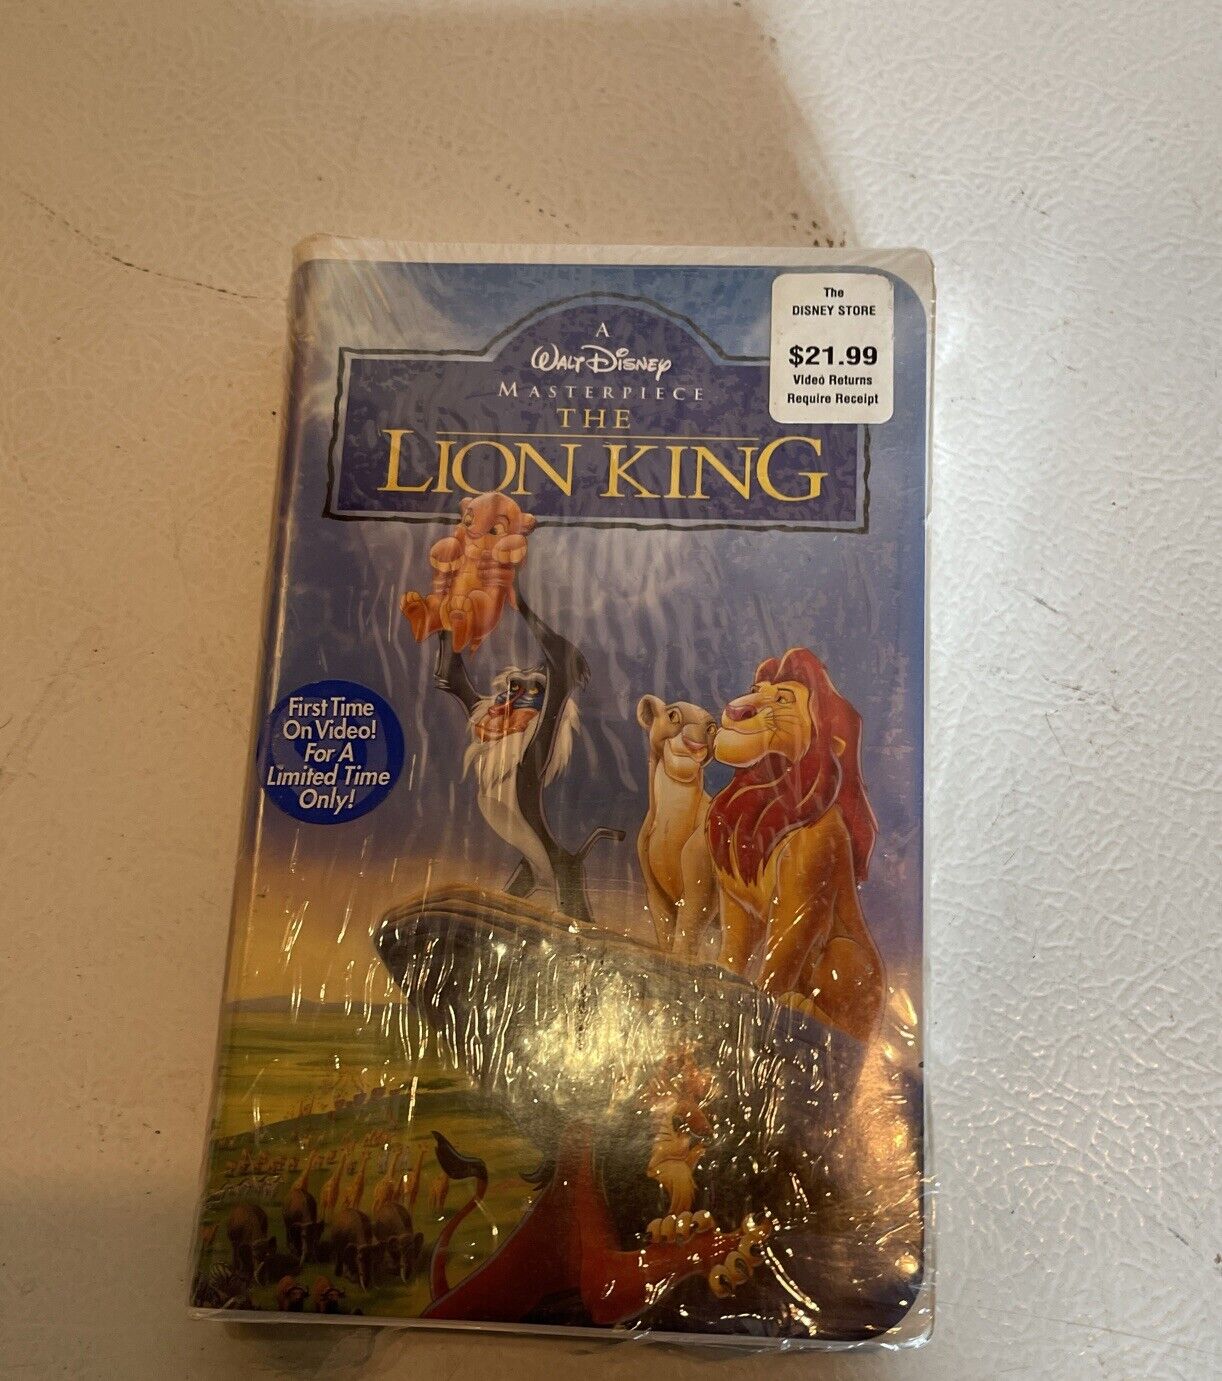 The
DISNEY STORE
$21.99
Video Returns
Require Receipt
A
WALT DISNEY
MASTERPIECE
THE
LION KING
First Time
On Video!
For A
Limited Time
Only!